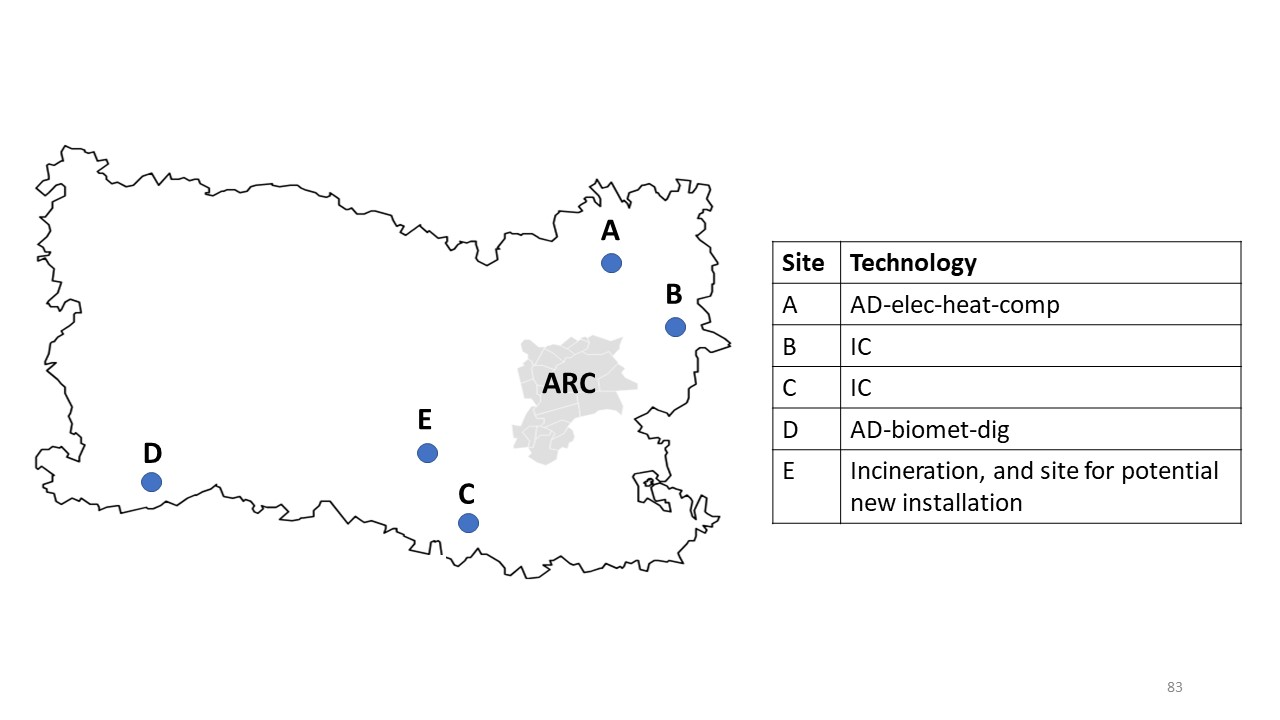 A
B
ARC
E
D
C
Site Technology
A AD-elec-heat-comp
B IC
C IC
D AD-biomet-dig
E Incineration, and site for potential
new installation
83